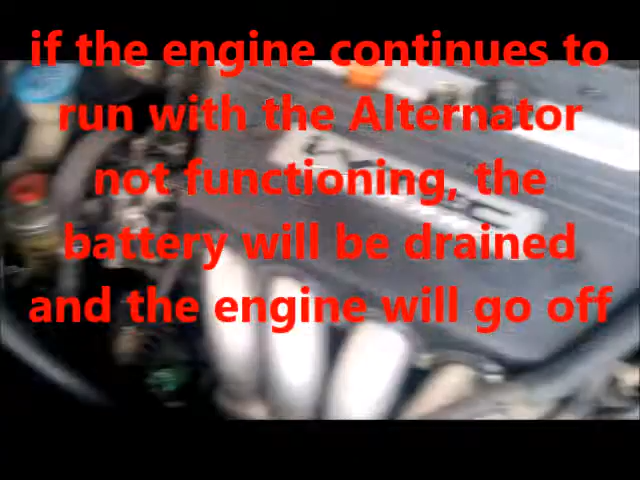 if the engine continues to
run with the Alternator
not functioning, the
battery will be drained
and the engine will go off